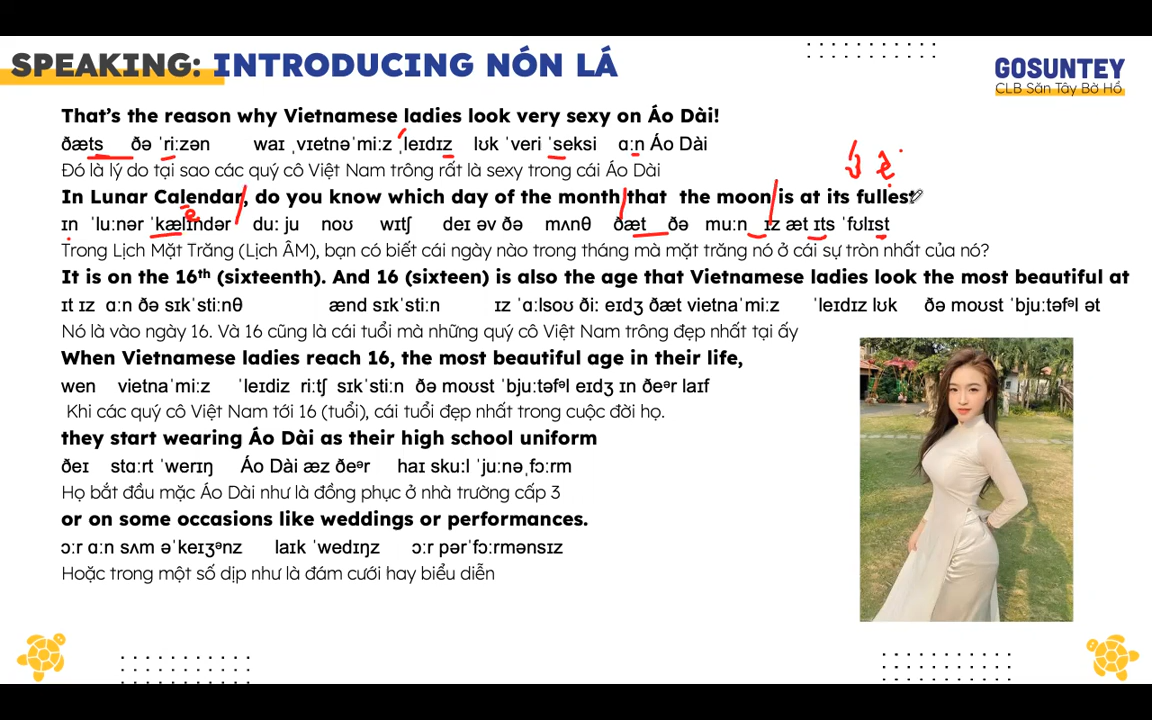 SPEAKING: INTRODUCING NÓN LÁ
GOSUNTEY
CLB Săn Tây Bờ Hồ
That's the reason why Vietnamese ladies look very sexy on Áo Dài!
ðæts ðə ˈriːzən waɪ ˌvɪetnəˈmiːz ˈleɪdɪz lʊk ˈveri ˈseksi ɑːn Áo Dài
Đó là lý do tại sao các quý cô Việt Nam trông rất là sexy trong cái Áo Dài
In Lunar Calendar, do you know which day of the month that the moon is at its fullest
ɪn ˈluːnər ˈkælɪndər duː ju noʊ wɪtʃ deɪ əv ðə mʌnθ ðæt ðə muːn ɪz æt ɪts ˈfʊlɪst
Trong Lịch Mặt Trăng (Lịch ÂM), bạn có biết cái ngày nào trong tháng mà mặt trăng nó ở cái sự tròn nhất của nó?
It is on the 16th (sixteenth). And 16 (sixteen) is also the age that Vietnamese ladies look the most beautiful at
ɪt ɪz ɑːn ðə sɪkˈstiːnθ ænd sɪkˈstiːn ɪz ˈɑːlsoʊ ðiː eɪdʒ ðæt vietnaˈmiːz ˈleɪdɪz lʊk ðə moʊst ˈbjuːtəfᵊl ət
Nó là vào ngày 16. Và 16 cũng là cái tuổi mà những quý cô Việt Nam trông đẹp nhất tại ấy
When Vietnamese ladies reach 16, the most beautiful age in their life,
wen vietnaˈmiːz ˈleɪdiz riːtʃ sɪkˈstiːn ðə moʊst ˈbjuːtəfᵊl eɪdʒ ɪn ðeᵊr laɪf
Khi các quý cô Việt Nam tới 16 (tuổi), cái tuổi đẹp nhất trong cuộc đời họ.
they start wearing Áo Dài as their high school uniform
ðeɪ stɑːrt ˈwerɪŋ Áo Dài æz ðeᵊr haɪ skuːl ˈjuːnəˌfɔːrm
Họ bắt đầu mặc Áo Dài như là đồng phục ở nhà trường cấp 3
or on some occasions like weddings or performances.
ɔːr ɑːn sʌm əˈkeɪʒᵊnz laɪk ˈwedɪŋz ɔːr pərˈfɔːrmənsɪz
Hoặc trong một số dịp như là đám cưới hay biểu diễn